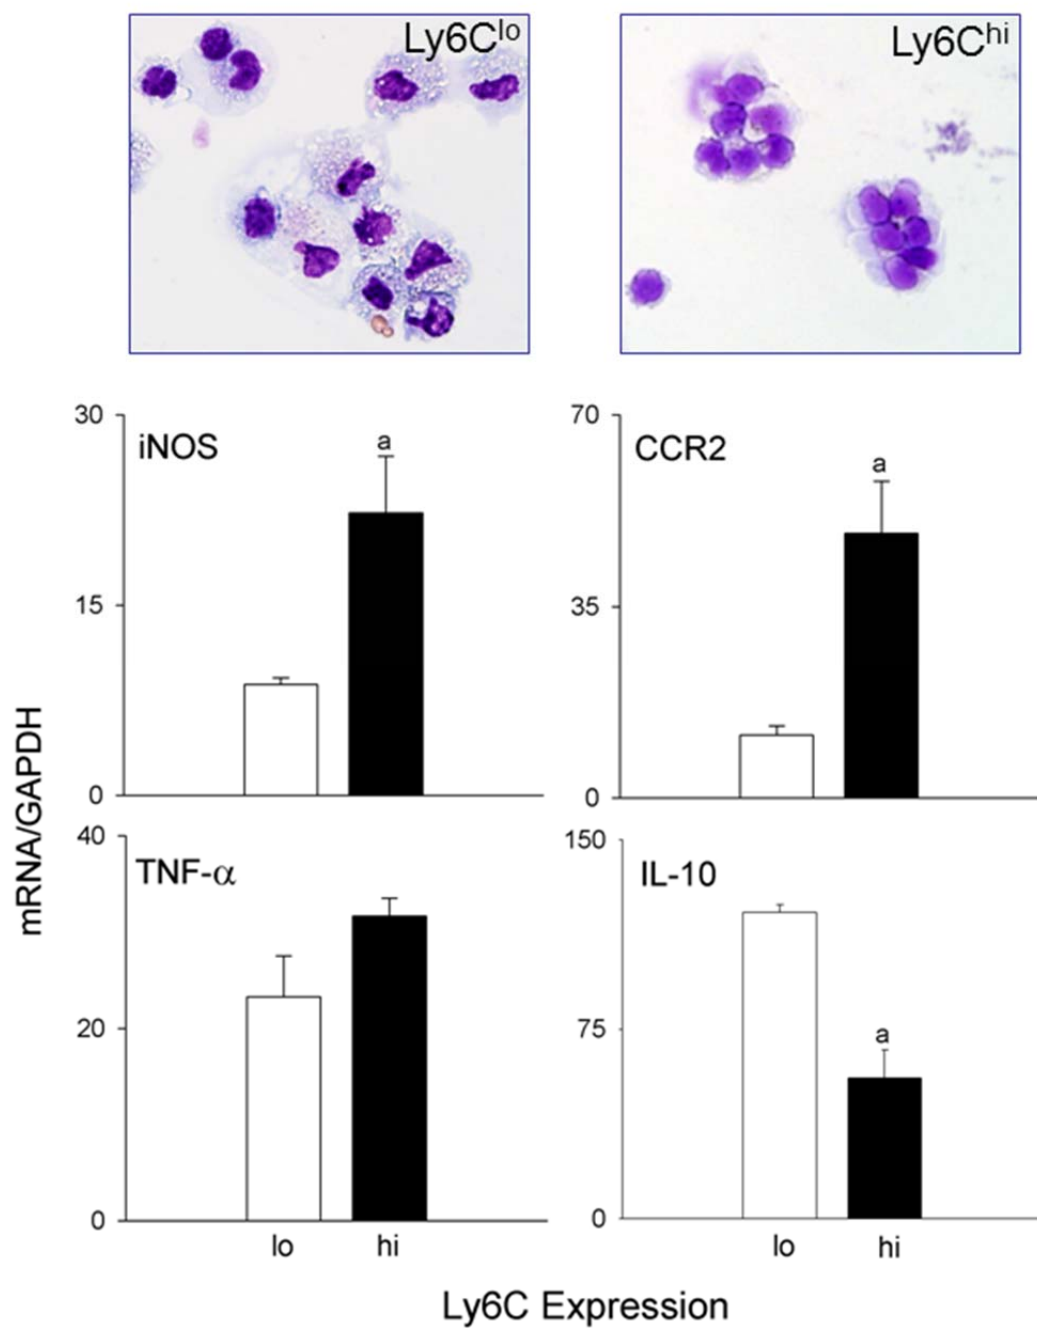 Ly6Clo
Ly6Chi
30
iNOS
a
15
0
70
CCR2
a
35
0
40
TNF-α
20
0
lo
hi
150
IL-10
a
75
0
lo
hi
mRNA/GAPDH
Ly6C Expression